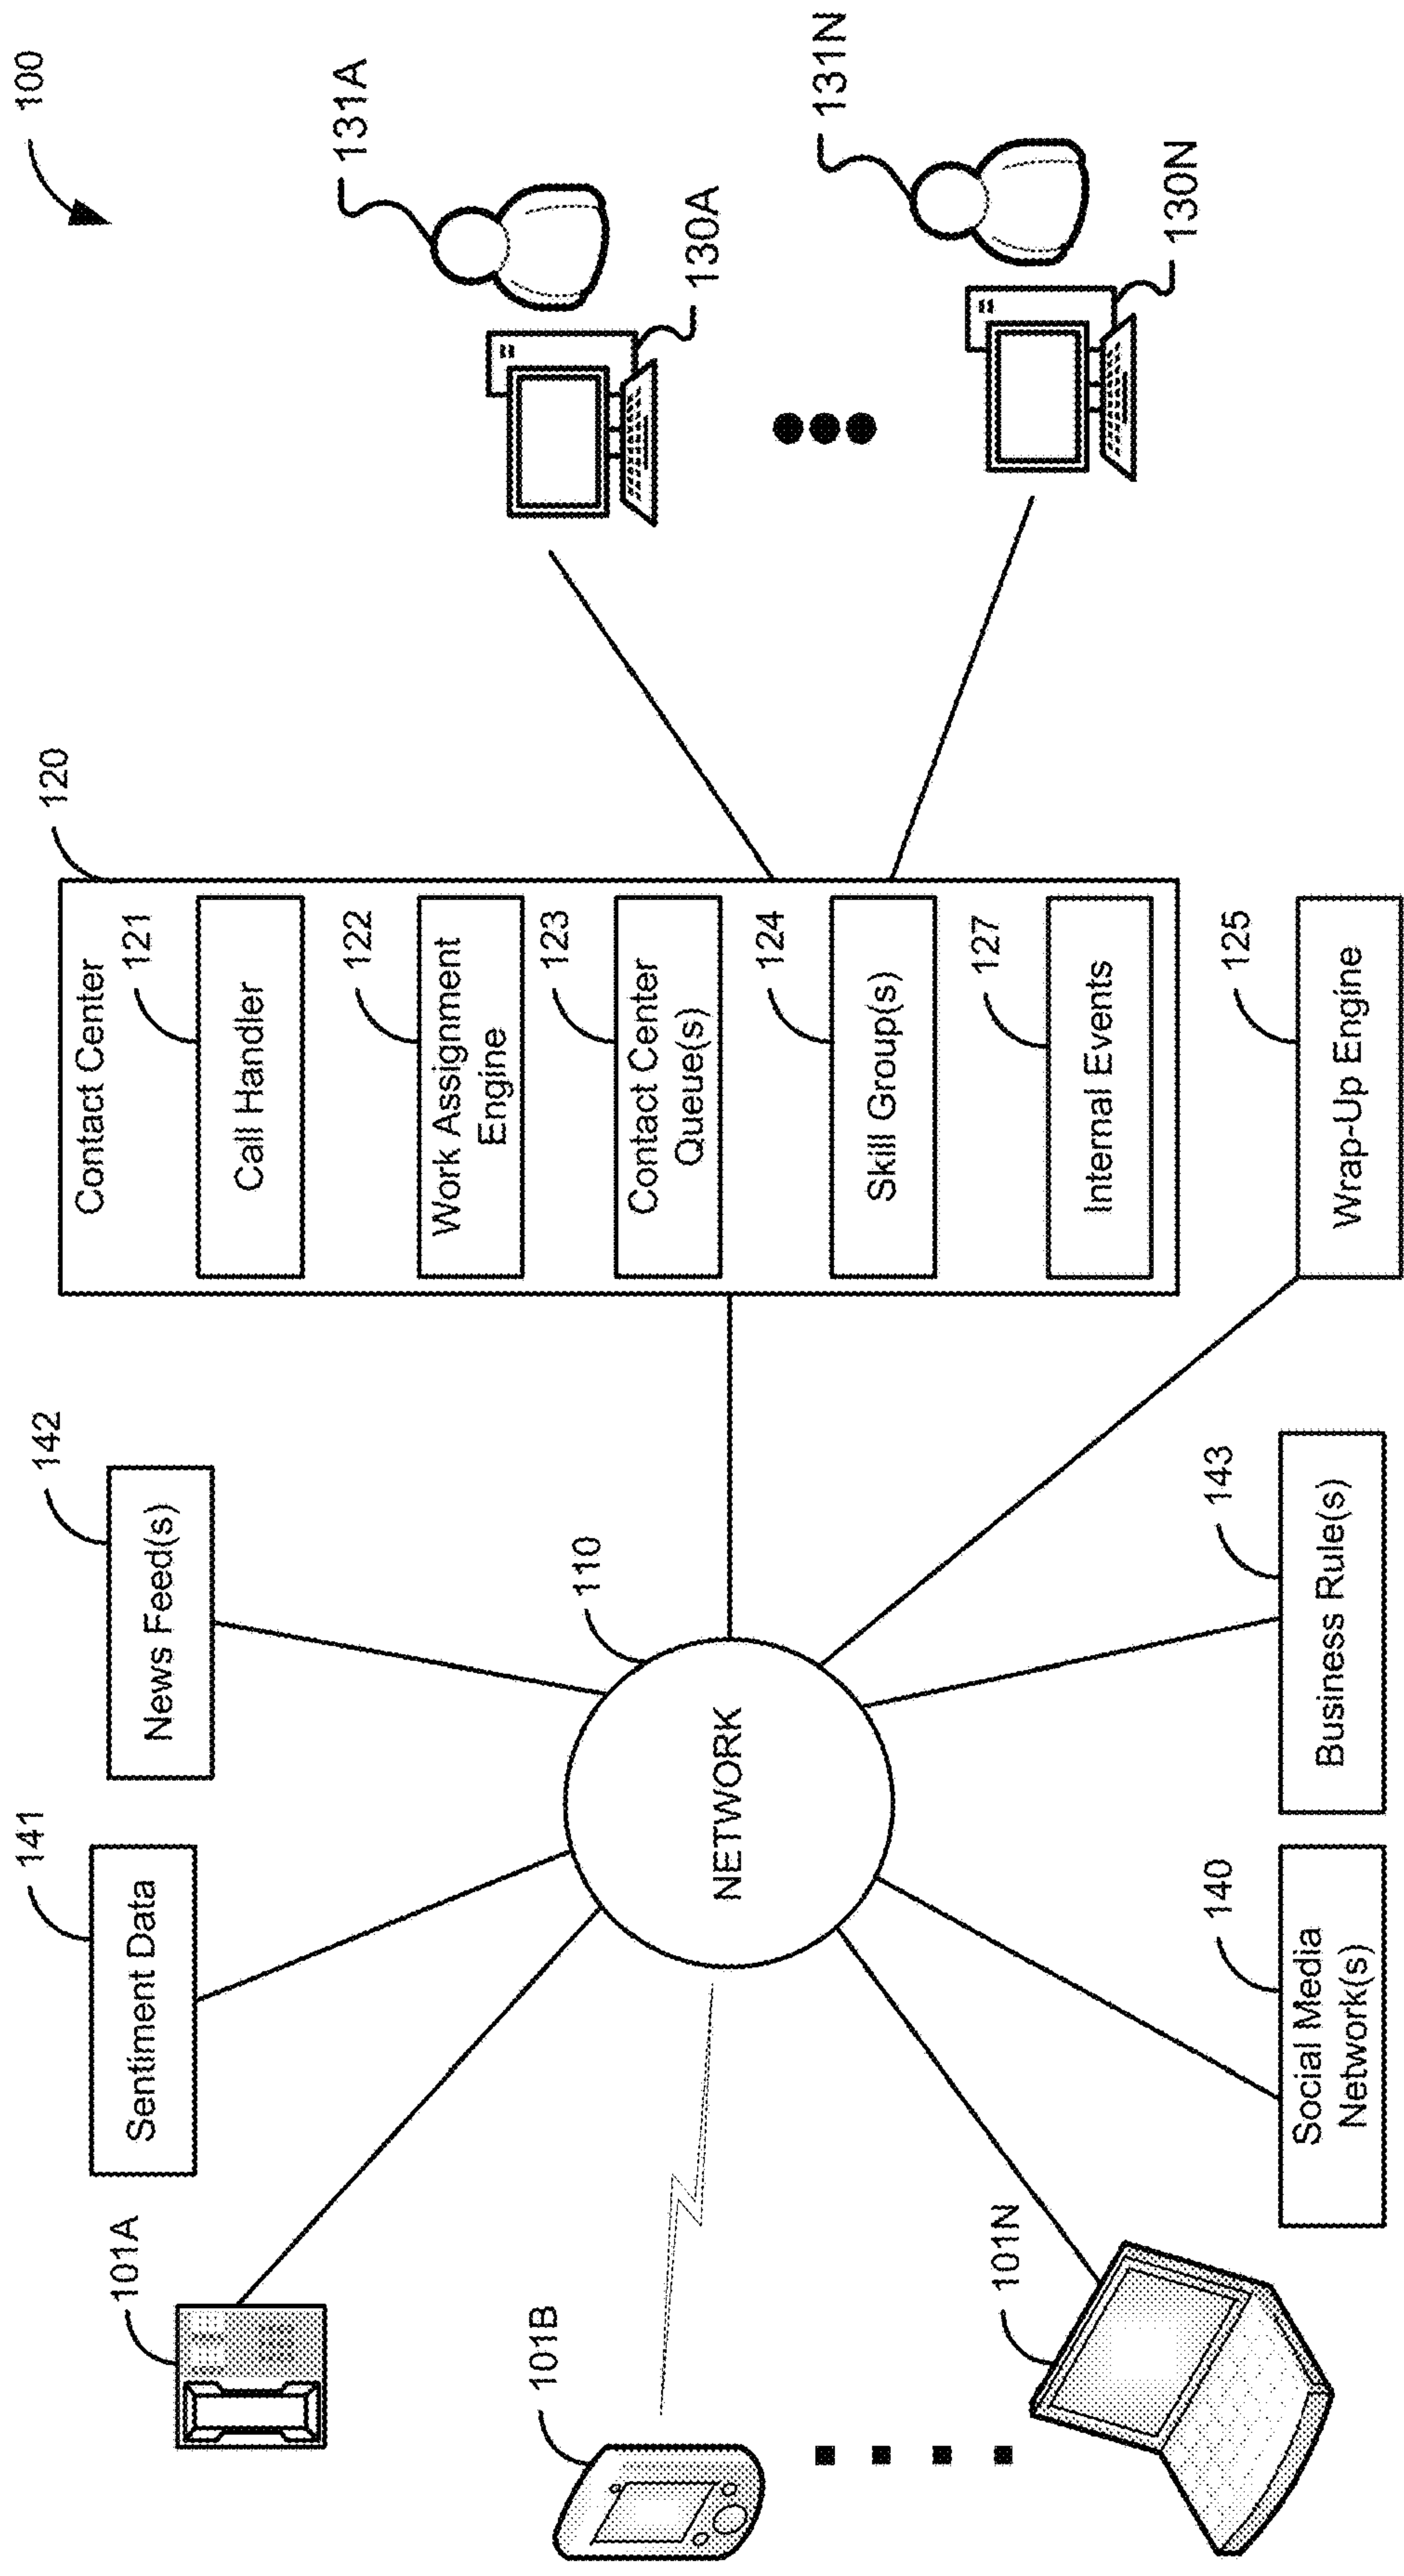 100
120
Contact Center
121
Call Handler
122
Work Assignment
Engine
123
Contact Center
Queue(s)
124
Skill Group(s)
127
Internal Events
125
Wrap-Up Engine
131A
130A
131N
130N
141
Sentiment Data
142
News Feed(s)
101A
110
NETWORK
101B
101N
140
Social Media
Network(s)
143
Business Rule(s)